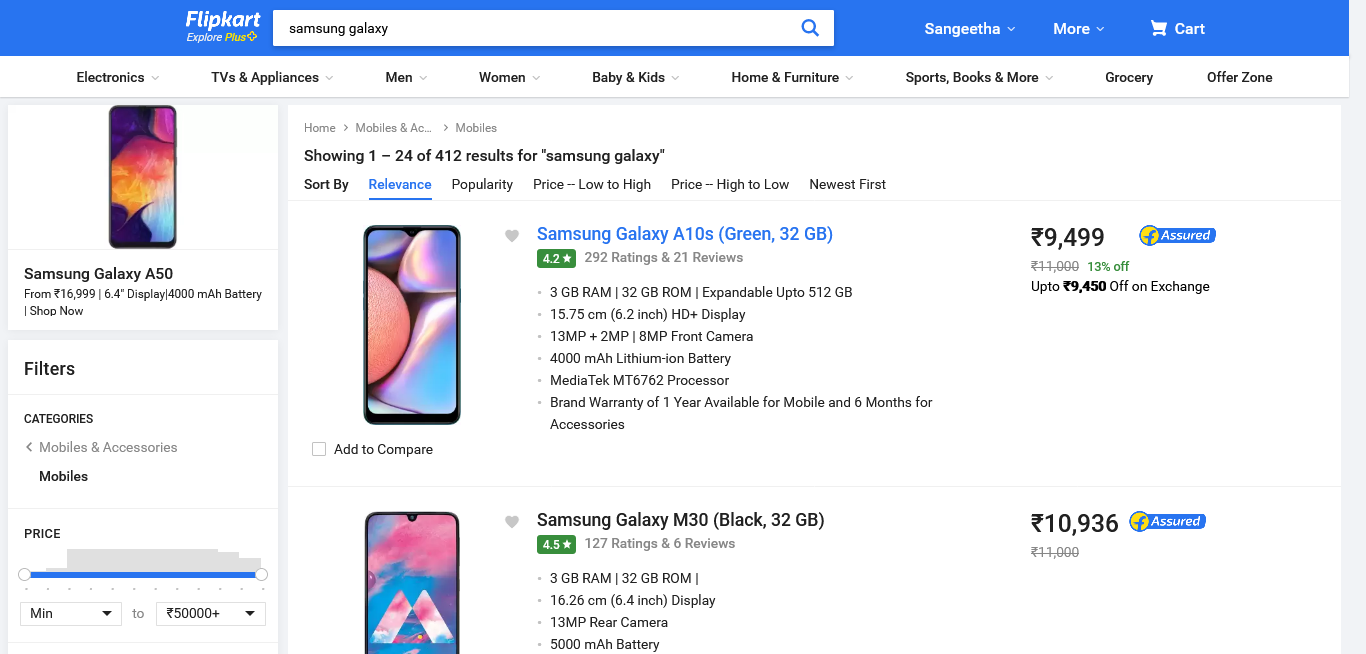 Flipkart
Explore Plus
samsung galaxy
Sangeetha
More
Cart
Electronics
TVs & Appliances
Men
Women
Baby & Kids
Home & Furniture
Sports, Books & More
Grocery
Offer Zone
Samsung Galaxy A50
From ₹16,999 | 6.4" Display|4000 mAh Battery
| Shop Now
Filters
CATEGORIES
Mobiles & Accessories
Mobiles
PRICE
Min to ₹50000+
Home Mobiles & Ac... Mobiles
Showing 1 – 24 of 412 results for "samsung galaxy"
Sort By Relevance Popularity Price -- Low to High Price -- High to Low Newest First
Samsung Galaxy A10s (Green, 32 GB)
4.2 ★ 292 Ratings & 21 Reviews
3 GB RAM | 32 GB ROM | Expandable Upto 512 GB
15.75 cm (6.2 inch) HD+ Display
13MP + 2MP | 8MP Front Camera
4000 mAh Lithium-ion Battery
MediaTek MT6762 Processor
Brand Warranty of 1 Year Available for Mobile and 6 Months for
Accessories
₹9,499 f Assured
₹11,000 13% off
Upto ₹9,450 Off on Exchange
Add to Compare
Samsung Galaxy M30 (Black, 32 GB)
4.5 ★ 127 Ratings & 6 Reviews
3 GB RAM | 32 GB ROM |
16.26 cm (6.4 inch) Display
13MP Rear Camera
5000 mAh Battery
₹10,936 f Assured
₹11,000